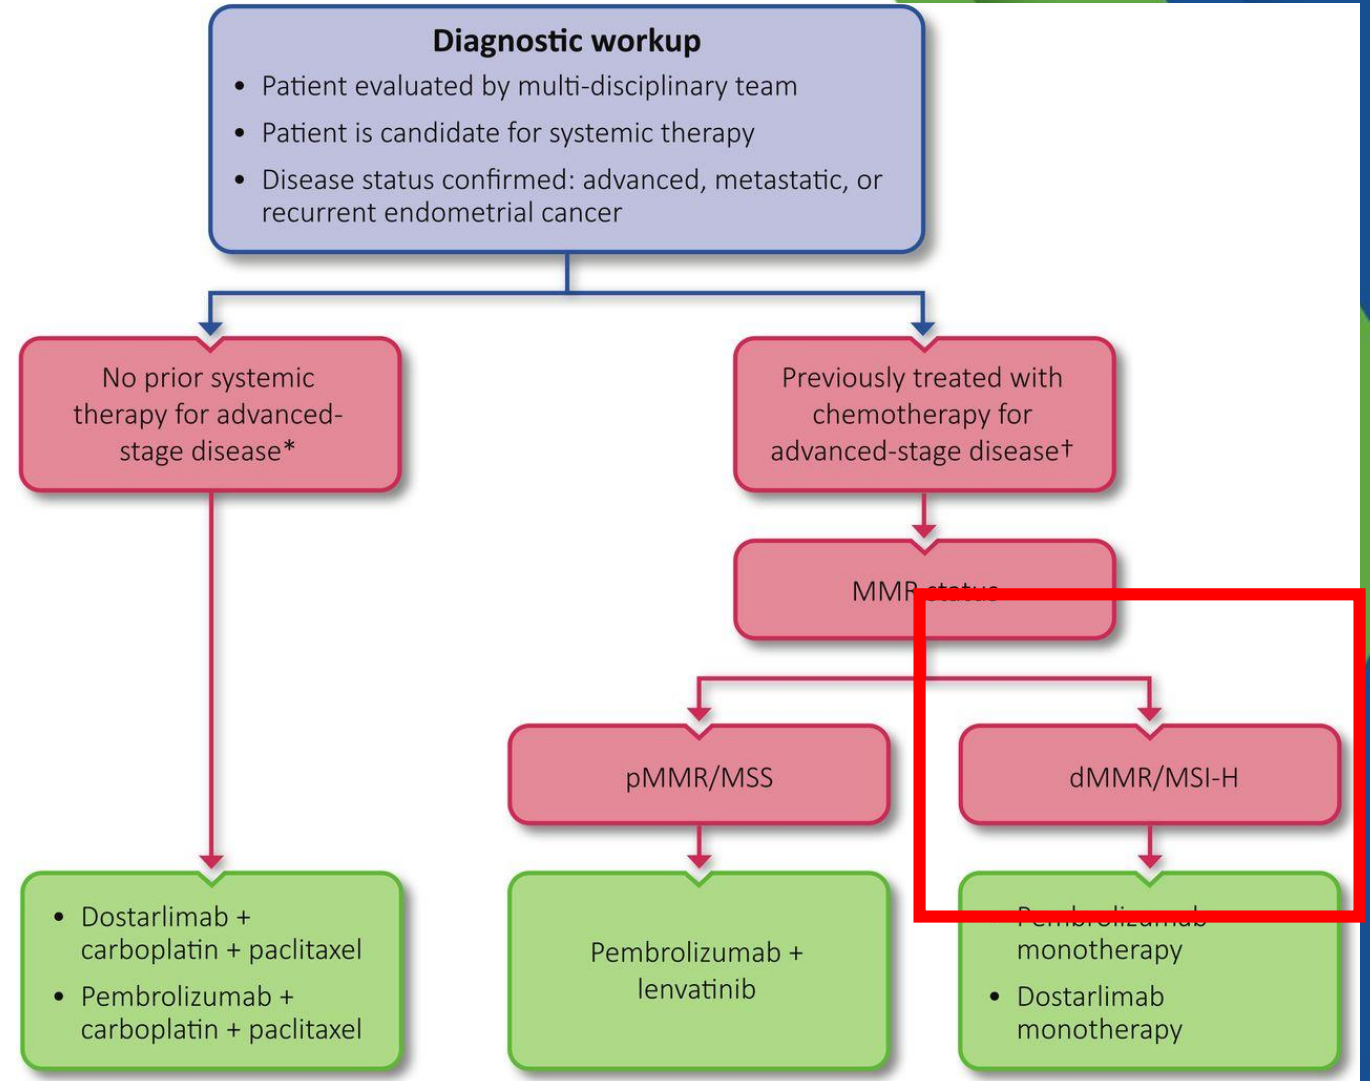 Diagnostic workup
• Patient evaluated by multi-disciplinary team
• Patient is candidate for systemic therapy
• Disease status confirmed: advanced, metastatic, or
recurrent endometrial cancer
No prior systemic
therapy for advanced-
stage disease*
Previously treated with
chemotherapy for
advanced-stage disease†
MMR status
pMMR/MSS
dMMR/MSI-H
• Dostarlimab +
carboplatin + paclitaxel
• Pembrolizumab +
carboplatin + paclitaxel
Pembrolizumab +
lenvatinib
Pembrolizumab
monotherapy
• Dostarlimab
monotherapy